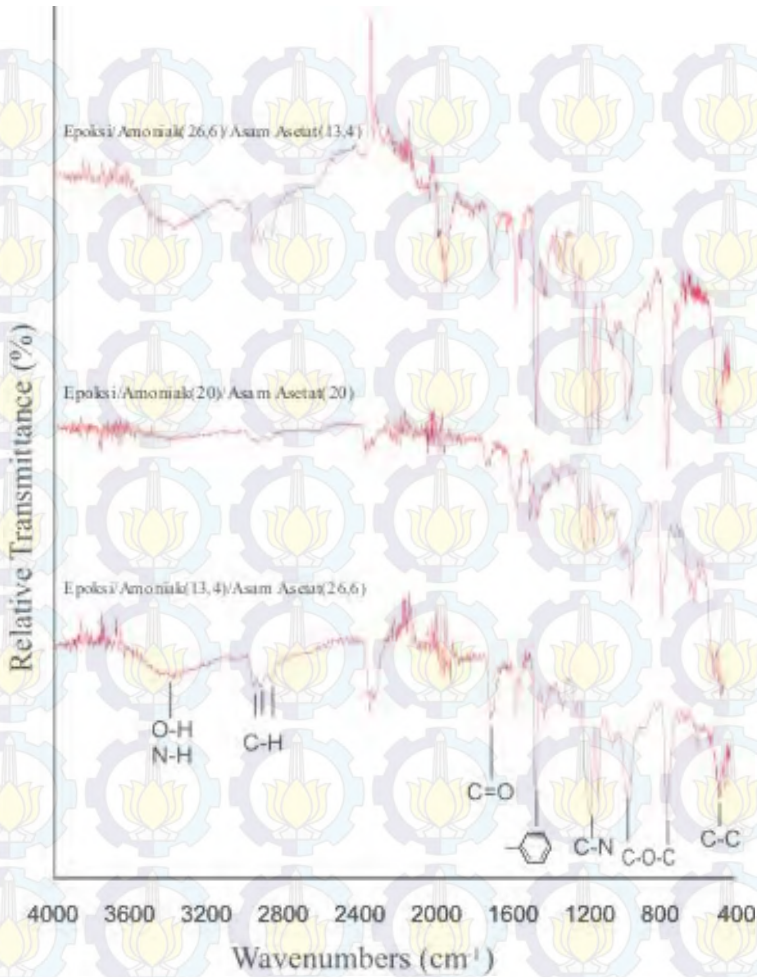 Epoksi/Amoniak(26,6)/Asam Asetat(13,4)
Epoksi/Amoniak(20)/Asam Asetat(20)
Epoksi/Amoniak(13,4)/Asam Asetat(26,6)
Relative Transmittance (%)
O-H
N-H
C-H
C=O
C-N
C-O-C
C-C
4000 3600 3200 2800 2400 2000 1600 1200 800 400
Wavenumbers (cm⁻¹)